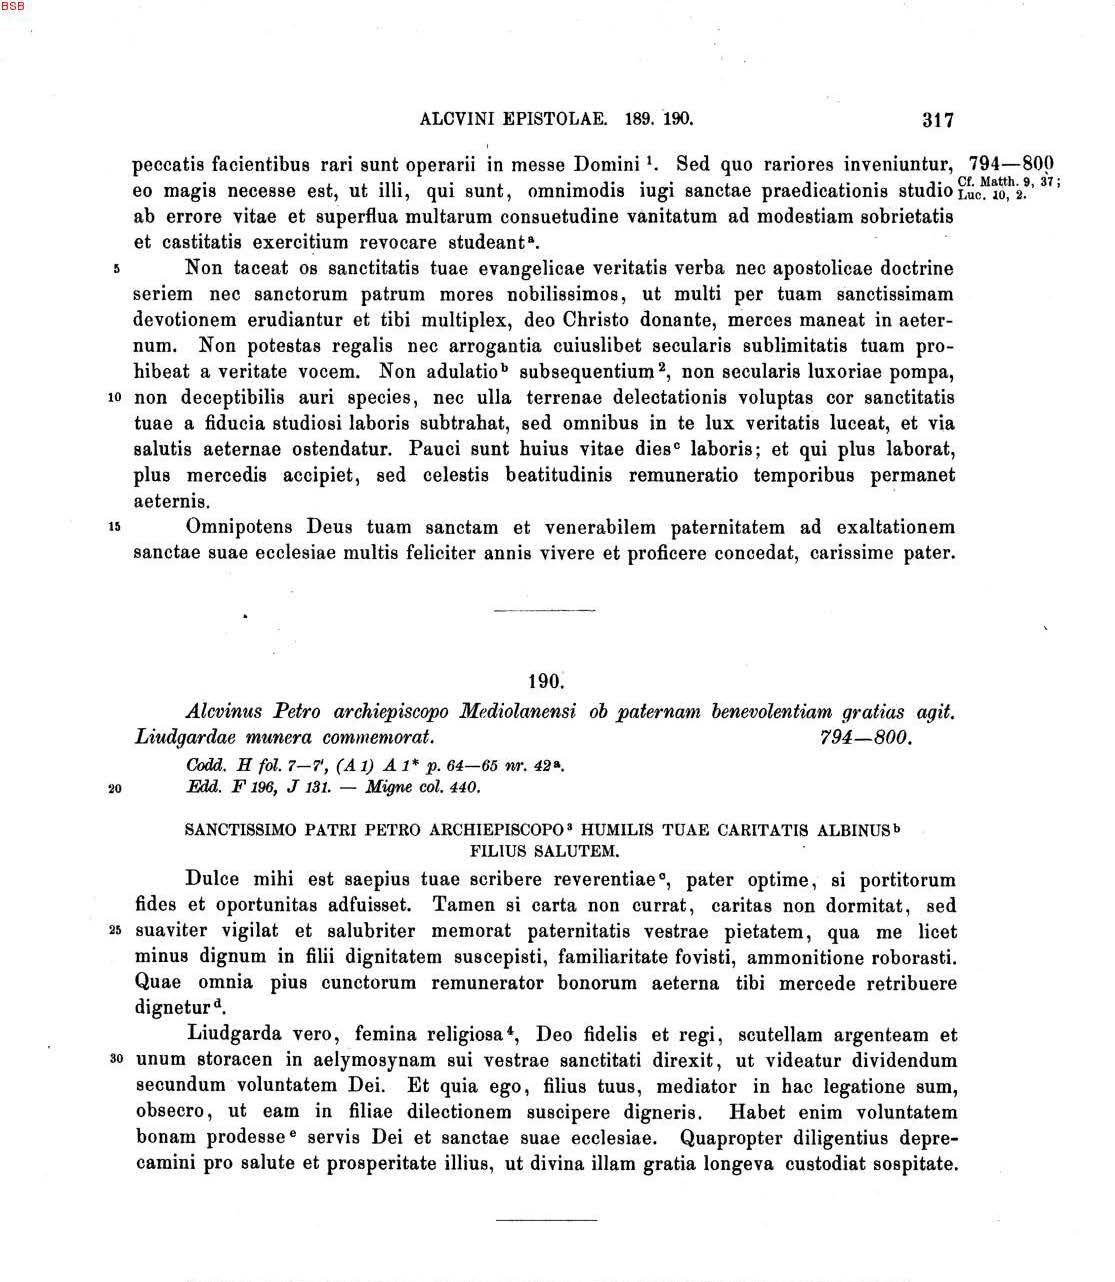 BSB
ALCVINI EPISTOLAE. 189. 190. 317
peccatis facientibus rari sunt operarii in messe Domini ¹. Sed quo rariores inveniuntur, 794—800
eo magis necesse est, ut illi, qui sunt, omnimodis iugi sanctae praedicationis studio Cf. Matth. 9, 37; Luc. 10, 2.
ab errore vitae et superflua multarum consuetudine vanitatum ad modestiam sobrietatis
et castitatis exercitium revocare studeant ᵃ.
5 Non taceat os sanctitatis tuae evangelicae veritatis verba nec apostolicae doctrine
seriem nec sanctorum patrum mores nobilissimos, ut multi per tuam sanctissimam
devotionem erudiantur et tibi multiplex, deo Christo donante, merces maneat in aeter-
num. Non potestas regalis nec arrogantia cuiuslibet secularis sublimitatis tuam pro-
hibeat a veritate vocem. Non adulatio ᵇ subsequentium ², non secularis luxoriae pompa,
10 non deceptibilis auri species, nec ulla terrenae delectationis voluptas cor sanctitatis
tuae a fiducia studiosi laboris subtrahat, sed omnibus in te lux veritatis luceat, et via
salutis aeternae ostendatur. Pauci sunt huius vitae dies ᶜ laboris; et qui plus laborat,
plus mercedis accipiet, sed celestis beatitudinis remuneratio temporibus permanet
aeternis.
15 Omnipotens Deus tuam sanctam et venerabilem paternitatem ad exaltationem
sanctae suae ecclesiae multis feliciter annis vivere et proficere concedat, carissime pater.
190.
Alcvinus Petro archiepiscopo Mediolanensi ob paternam benevolentiam gratias agit.
Liudgardae munera commemorat. 794—800.
Codd. H fol. 7—7', (A 1) A 1* p. 64—65 nr. 42ᵃ.
20 Edd. F 196, J 131. — Migne col. 440.
SANCTISSIMO PATRI PETRO ARCHIEPISCOPO ³ HUMILIS TUAE CARITATIS ALBINUS ᵇ
FILIUS SALUTEM.
Dulce mihi est saepius tuae scribere reverentiae ᶜ, pater optime, si portitorum
fides et oportunitas adfuisset. Tamen si carta non currat, caritas non dormitat, sed
25 suaviter vigilat et salubriter memorat paternitatis vestrae pietatem, qua me licet
minus dignum in filii dignitatem suscepisti, familiaritate fovisti, ammonitione roborasti.
Quae omnia pius cunctorum remunerator bonorum aeterna tibi mercede retribuere
dignetur ᵈ.
Liudgarda vero, femina religiosa ⁴, Deo fidelis et regi, scutellam argenteam et
30 unum storacen in aelymosynam sui vestrae sanctitati direxit, ut videatur dividendum
secundum voluntatem Dei. Et quia ego, filius tuus, mediator in hac legatione sum,
obsecro, ut eam in filiae dilectionem suscipere digneris. Habet enim voluntatem
bonam prodesse ᵉ servis Dei et sanctae suae ecclesiae. Quapropter diligentius depre-
camini pro salute et prosperitate illius, ut divina illam gratia longeva custodiat sospitate.